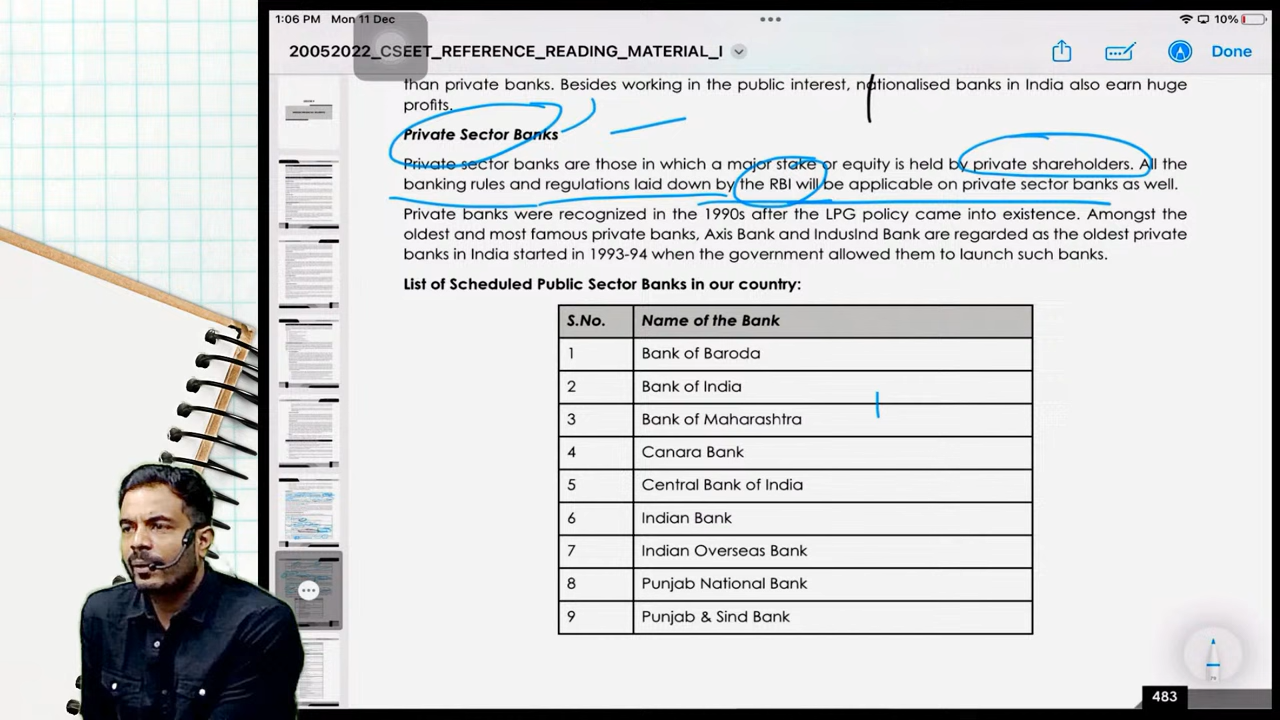 1:06 PM Mon 11 Dec
10%
20052022_CSEET_REFERENCE_READING_MATERIAL_I
Done
than private banks. Besides working in the public interest, nationalised banks in India also earn huge
profits.
Private Sector Banks
Private sector banks are those in which major stake or equity is held by private shareholders. All the
banking rules and regulations laid down by the RBI will be applicable on private sector banks as well.
Private banks were recognized in the 1990s after the LPG policy came into existence. Amongst the
oldest and most famous private banks, Axis Bank and IndusInd Bank are regarded as the oldest private
banks in India started in 1993-94 when the government allowed them to launch such banks.
List of Scheduled Public Sector Banks in our country:
S.No. Name of the Bank
Bank of Baroda
2 Bank of India
3 Bank of Maharashtra
4 Canara Bank
5 Central Bank of India
6 Indian Bank
7 Indian Overseas Bank
8 Punjab National Bank
9 Punjab & Sind Bank
483